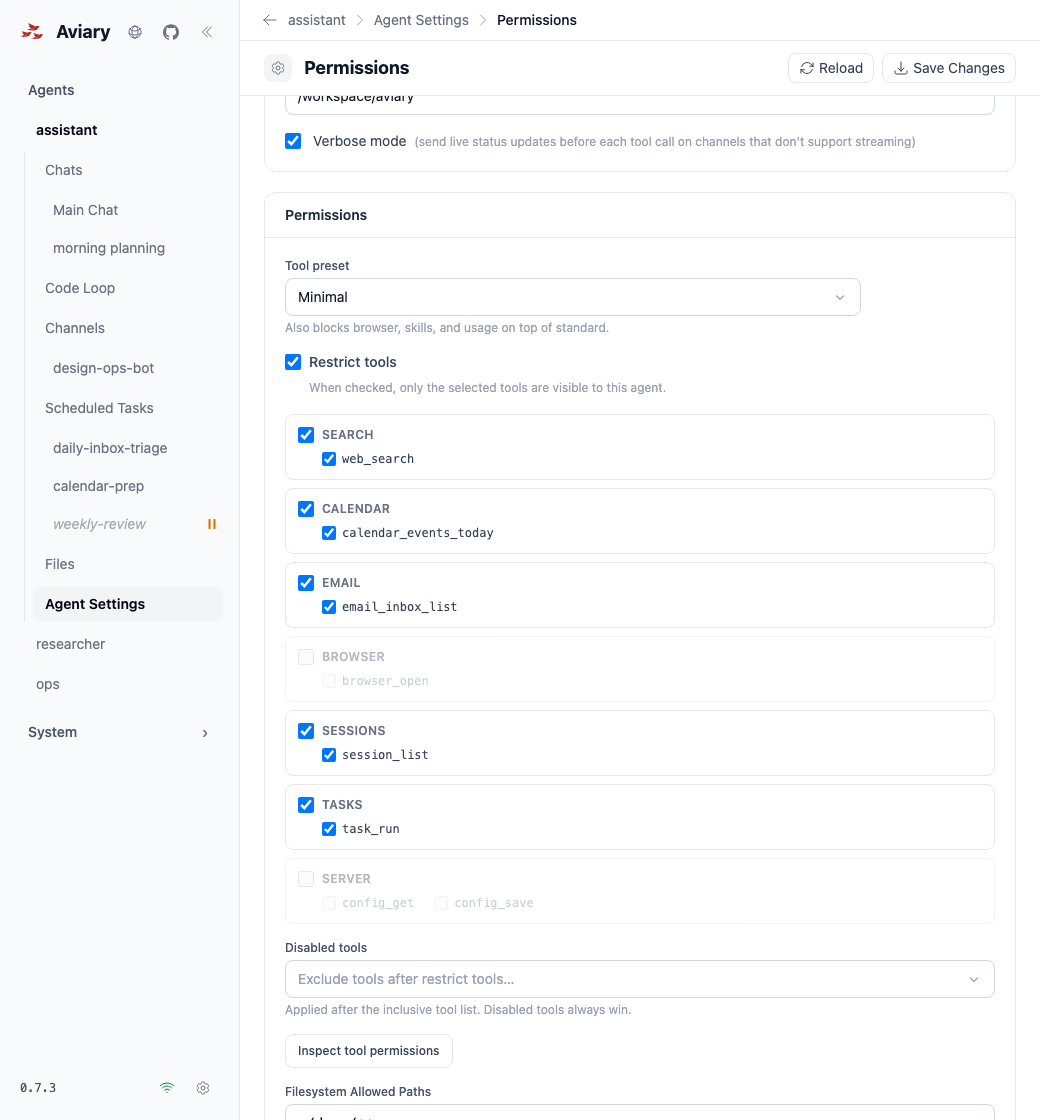 Aviary
Agents
assistant
Chats
Main Chat
morning planning
Code Loop
Channels
design-ops-bot
Scheduled Tasks
daily-inbox-triage
calendar-prep
weekly-review
Files
Agent Settings
researcher
ops
System
0.7.3
assistant Agent Settings Permissions
Permissions Reload Save Changes
/workspace/aviary
Verbose mode (send live status updates before each tool call on channels that don't support streaming)
Permissions
Tool preset
Minimal
Also blocks browser, skills, and usage on top of standard.
Restrict tools
When checked, only the selected tools are visible to this agent.
SEARCH
web_search
CALENDAR
calendar_events_today
EMAIL
email_inbox_list
BROWSER
browser_open
SESSIONS
session_list
TASKS
task_run
SERVER
config_get config_save
Disabled tools
Exclude tools after restrict tools...
Applied after the inclusive tool list. Disabled tools always win.
Inspect tool permissions
Filesystem Allowed Paths